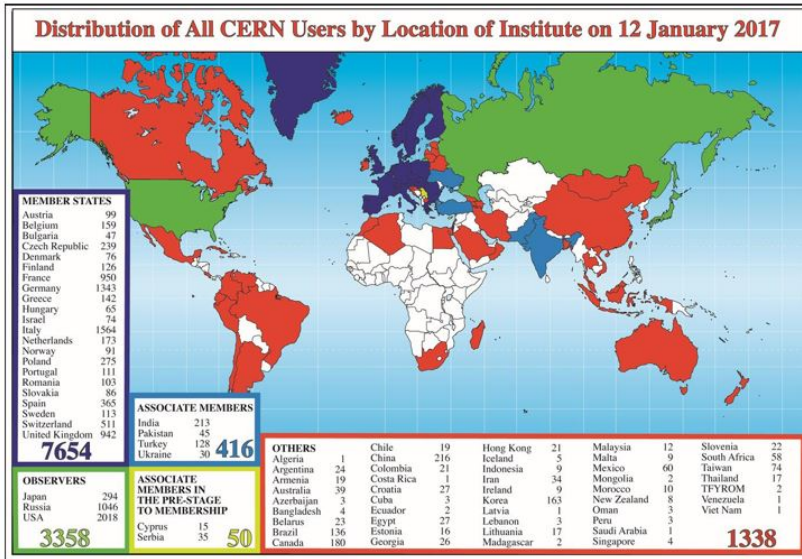 Distribution of All CERN Users by Location of Institute on 12 January 2017
MEMBER STATES
Austria 99
Belgium 159
Bulgaria 47
Czech Republic 239
Denmark 76
Finland 126
France 950
Germany 1343
Greece 142
Hungary 65
Israel 74
Italy 1564
Netherlands 173
Norway 91
Poland 275
Portugal 111
Romania 103
Slovakia 86
Spain 365
Sweden 113
Switzerland 511
United Kingdom 942
7654
OBSERVERS
Japan 294
Russia 1046
USA 2018
3358
ASSOCIATE MEMBERS
India 213
Pakistan 45
Turkey 128
Ukraine 30
416
ASSOCIATE
MEMBERS IN
THE PRE-STAGE
TO MEMBERSHIP
Cyprus 15
Serbia 35
50
OTHERS
Algeria 1
Argentina 24
Armenia 19
Australia 39
Azerbaijan 3
Bangladesh 4
Belarus 23
Brazil 136
Canada 180
Chile 19
China 216
Colombia 21
Costa Rica 1
Croatia 27
Cuba 3
Ecuador 2
Egypt 27
Estonia 16
Georgia 26
Hong Kong 21
Iceland 5
Indonesia 9
Iran 34
Ireland 9
Korea 163
Latvia 1
Lebanon 3
Lithuania 17
Madagascar 2
Malaysia 12
Malta 9
Mexico 60
Mongolia 2
Morocco 10
New Zealand 8
Oman 3
Peru 3
Saudi Arabia 1
Singapore 4
Slovenia 22
South Africa 58
Taiwan 74
Thailand 17
TFYROM 2
Venezuela 1
Viet Nam 1
1338